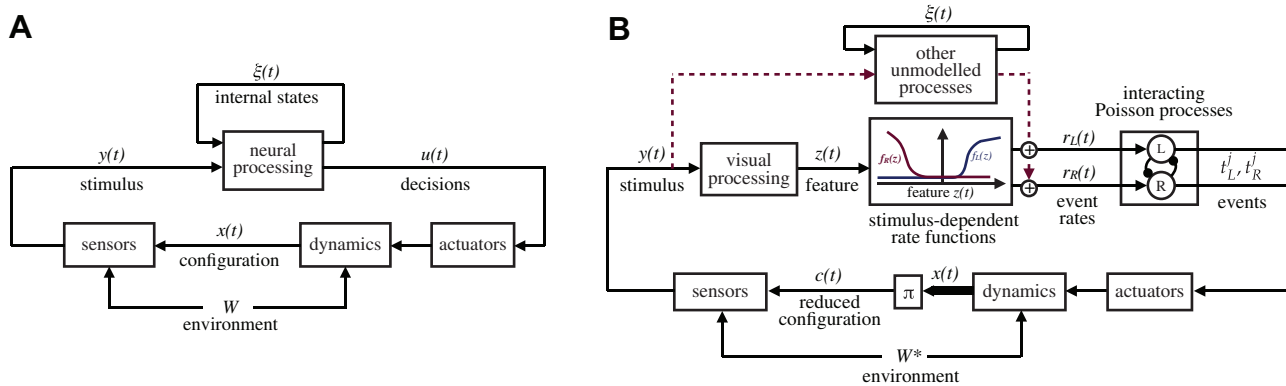 A
ξ(t)
internal states
neural
processing
y(t)
stimulus
u(t)
decisions
sensors
x(t)
configuration
dynamics
actuators
W
environment
B
ξ(t)
other
unmodelled
processes
interacting
Poisson processes
y(t)
stimulus
visual
processing
z(t)
feature
f_R(z)
f_L(z)
feature z(t)
stimulus-dependent
rate functions
+
+
r_L(t)
r_R(t)
event
rates
L
R
t_L^j, t_R^j
events
sensors
c(t)
reduced
configuration
π
x(t)
dynamics
actuators
W*
environment